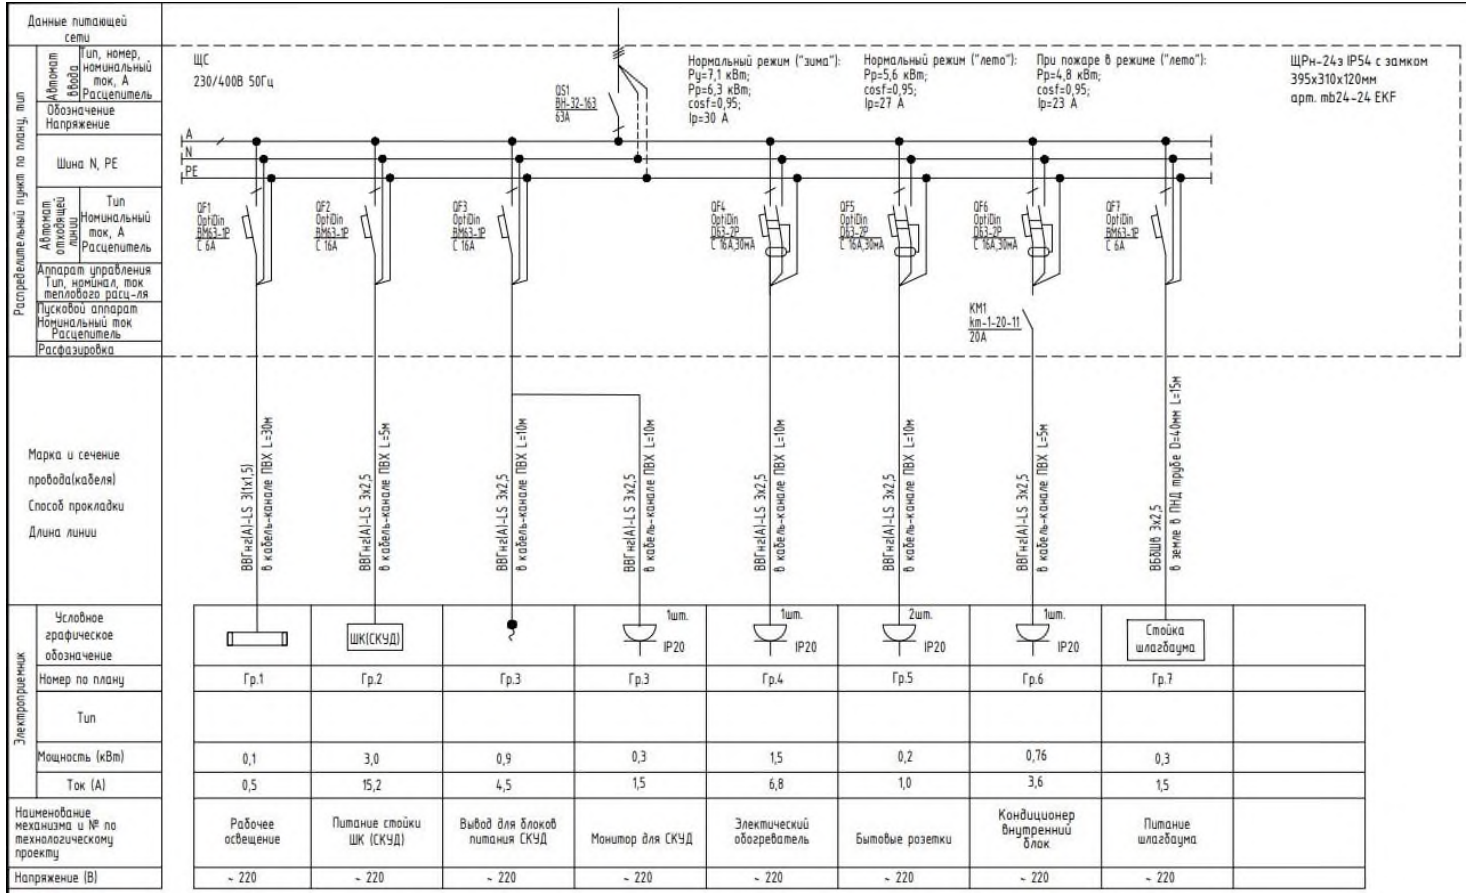 Данные питающей
сети
Распределительный пункт по плану, тип
Автомат
ввода
Тип, номер,
номинальный
ток, А
Расцепитель
Обозначение
Напряжение
Шина N, PE
Автомат
отходящей
линии
Тип
Номинальный
ток, А
Расцепитель
Аппарат управления
Тип, номинал, ток
теплового расц-ля
Пусковой аппарат
Номинальный ток
Расцепитель
Расфазировка
ЩС
230/400В 50Гц
QS1
ВН-32-163
63А
Нормальный режим ("зима"):
Ру=7,1 кВт;
Рр=6,3 кВт;
cosf=0,95;
Iр=30 А
Нормальный режим ("лето"):
Рр=5,6 кВт;
cosf=0,95;
Iр=27 А
При пожаре в режиме ("лето"):
Рр=4,8 кВт;
cosf=0,95;
Iр=23 А
ЩРн-24з IP54 с замком
395х310х120мм
арт. mb24-24 EKF
A
N
PE
QF1
OptiDin
ВМ63-1Р
С 6А
QF2
OptiDin
ВМ63-1Р
С 16А
QF3
OptiDin
ВМ63-1Р
С 16А
QF4
OptiDin
D63-2P
С 16А,30мА
QF5
OptiDin
D63-2P
С 16А,30мА
QF6
OptiDin
D63-2P
С 16А,30мА
QF7
OptiDin
ВМ63-1Р
С 6А
КМ1
km-1-20-11
20А
Марка и сечение
провода(кабеля)
Способ прокладки
Длина линии
ВВГнг(А)-LS 3(1х1,5)
в кабель-канале ПВХ L=30м
ВВГнг(А)-LS 3х2,5
в кабель-канале ПВХ L=5м
ВВГнг(А)-LS 3х2,5
в кабель-канале ПВХ L=10м
ВВГнг(А)-LS 3х2,5
в кабель-канале ПВХ L=10м
ВВГнг(А)-LS 3х2,5
в кабель-канале ПВХ L=10м
ВВГнг(А)-LS 3х2,5
в кабель-канале ПВХ L=10м
ВВГнг(А)-LS 3х2,5
в кабель-канале ПВХ L=5м
ВБбШв 3х2,5
в земле в ПНД трубе D=40мм L=15м
Электроприемник
Условное
графическое
обозначение
ШК(СКУД)
1шт.
IP20
1шт.
IP20
2шт.
IP20
1шт.
IP20
Стойка
шлагбаума
Номер по плану
Гр.1
Гр.2
Гр.3
Гр.3
Гр.4
Гр.5
Гр.6
Гр.7
Тип
Мощность (кВт)
0,1
3,0
0,9
0,3
1,5
0,2
0,76
0,3
Ток (А)
0,5
15,2
4,5
1,5
6,8
1,0
3,6
1,5
Наименование
механизма и № по
технологическому
проекту
Рабочее
освещение
Питание стойки
ШК (СКУД)
Вывод для блоков
питания СКУД
Монитор для СКУД
Электический
обогреватель
Бытовые розетки
Кондиционер
внутренний
блок
Питание
шлагбаума
Напряжение (В)
~ 220
~ 220
~ 220
~ 220
~ 220
~ 220
~ 220
~ 220